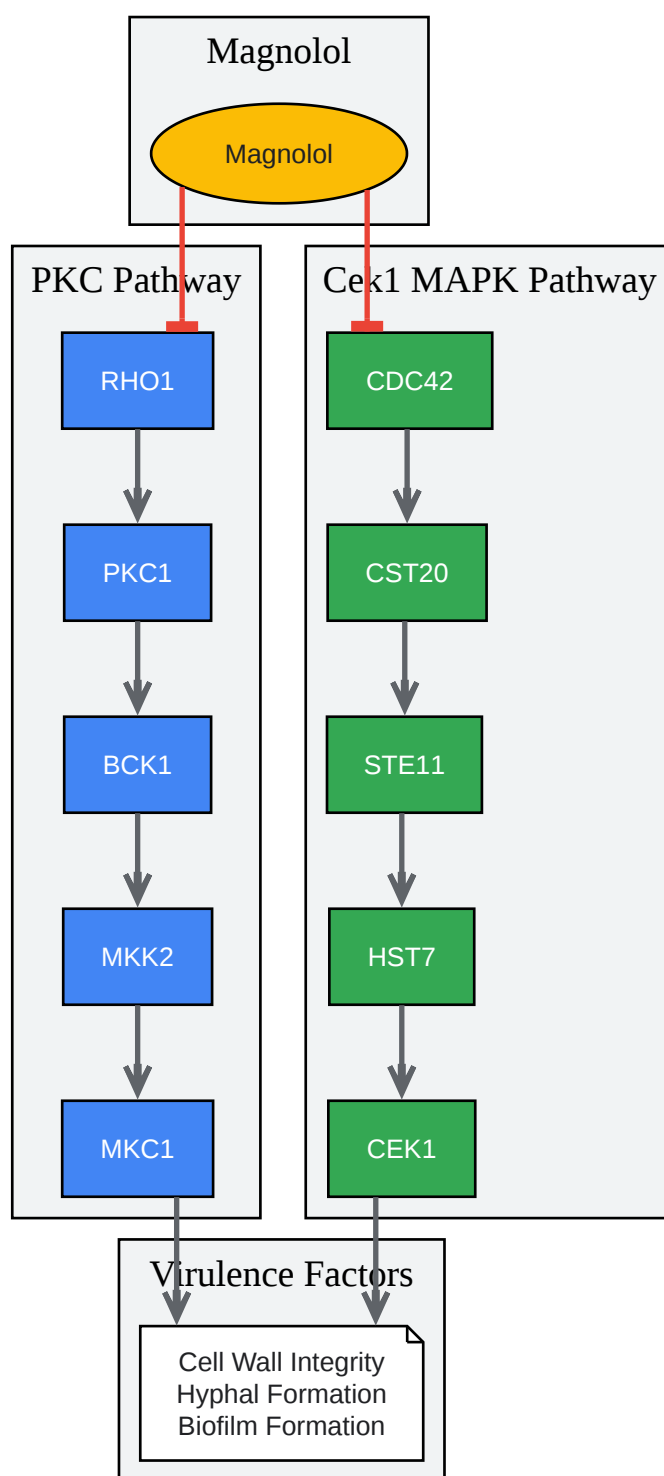 Magnolol
Magnolol
PKC Pathway
RHO1
PKC1
BCK1
MKK2
MKC1
Cek1 MAPK Pathway
CDC42
CST20
STE11
HST7
CEK1
Virulence Factors
Cell Wall Integrity
Hyphal Formation
Biofilm Formation